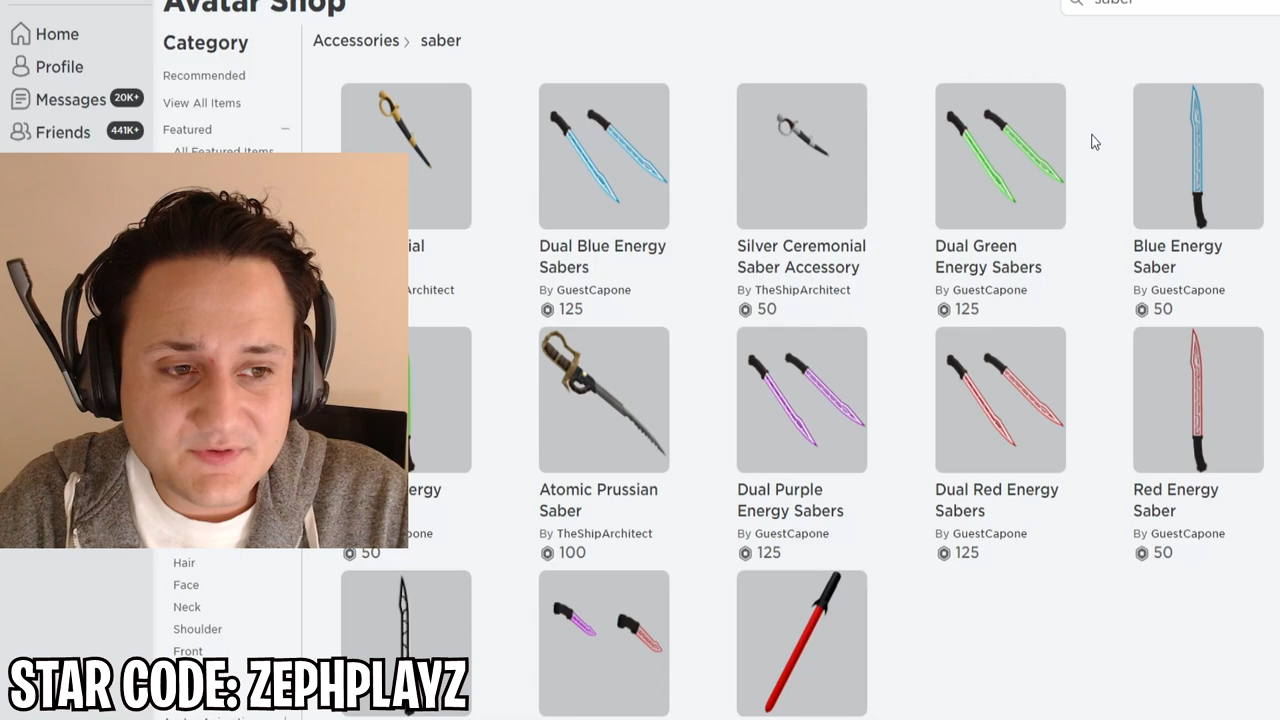 Avatar Shop
saber
Home
Profile
Messages 20K+
Friends 441K+
Category
Recommended
View All Items
Featured
All Featured Items
Accessories > saber
Dual Blue Energy
Sabers
By GuestCapone
125
Silver Ceremonial
Saber Accessory
By TheShipArchitect
50
Dual Green
Energy Sabers
By GuestCapone
125
Blue Energy
Saber
By GuestCapone
50
50
Atomic Prussian
Saber
By TheShipArchitect
100
Dual Purple
Energy Sabers
By GuestCapone
125
Dual Red Energy
Sabers
By GuestCapone
125
Red Energy
Saber
By GuestCapone
50
Hair
Face
Neck
Shoulder
Front
STAR CODE: ZEPHPLAYZ